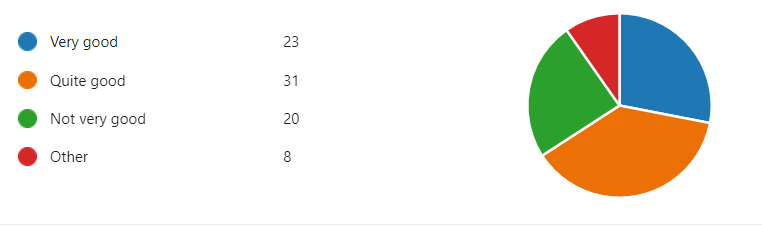 Very good 23
Quite good 31
Not very good 20
Other 8